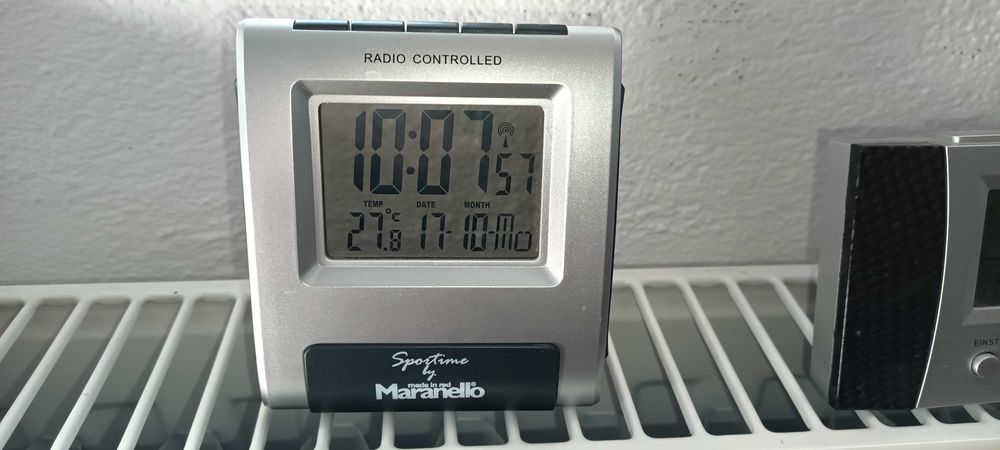 RADIO CONTROLLED
10:07 57
TEMP DATE MONTH
27.8°C 17-10-Mo
Sportime
by
made in red
Maranello
EINST